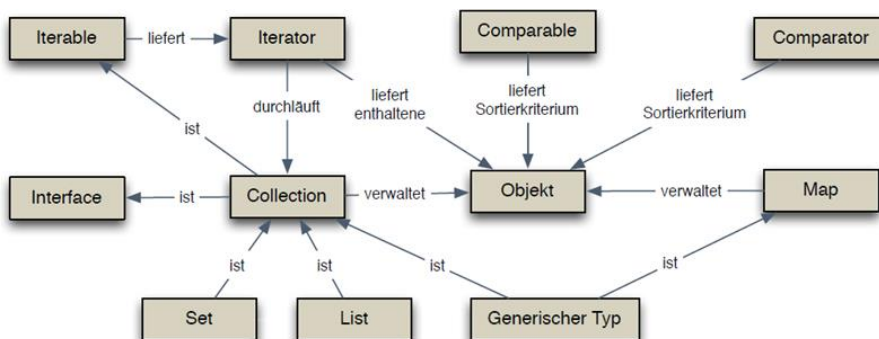 Iterable
liefert
Iterator
Comparable
Comparator
durchläuft
liefert
enthaltene
liefert
Sortierkriterium
liefert
Sortierkriterium
ist
Interface
ist
Collection
verwaltet
Objekt
verwaltet
Map
ist
ist
ist
ist
Set
List
Generischer Typ